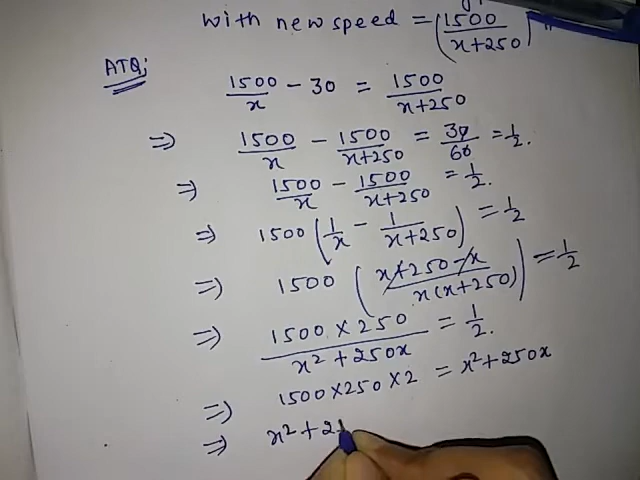 with new speed = (1500/x+250)
ATQ;
1500/x - 30 = 1500/x+250
⇒ 1500/x - 1500/x+250 = 30/60 = 1/2.
⇒ 1500/x - 1500/x+250 = 1/2.
⇒ 1500 (1/x - 1/x+250) = 1/2
⇒ 1500 (x+250-x/x(x+250)) = 1/2
⇒ 1500×250/x²+250x = 1/2.
⇒ 1500×250×2 = x²+250x
⇒ x²+2